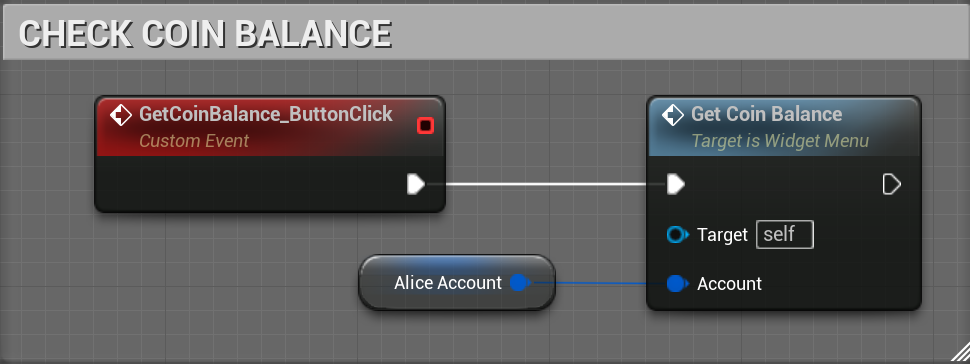 CHECK COIN BALANCE
GetCoinBalance_ButtonClick
Custom Event
Get Coin Balance
Target is Widget Menu
Target self
Alice Account
Account